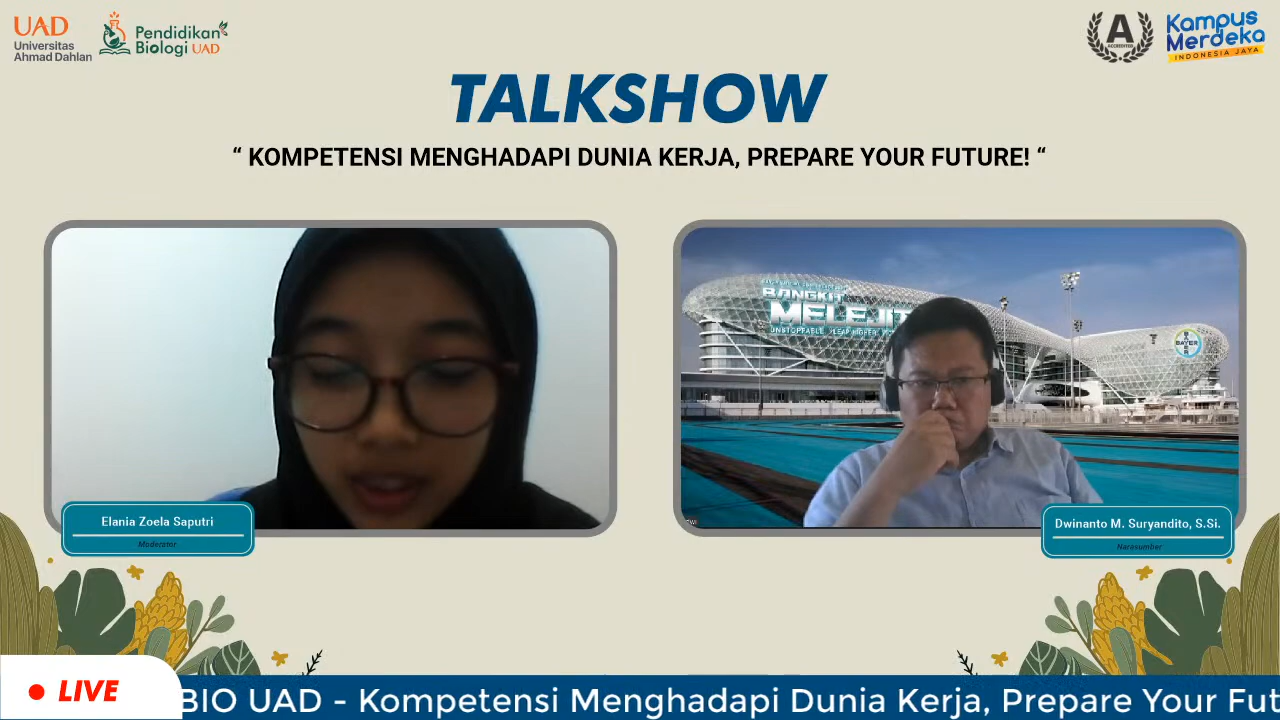 UAD
Universitas
Ahmad Dahlan
Pendidikan
Biologi UAD
A
ACCREDITED
Kampus
Merdeka
INDONESIA JAYA
TALKSHOW
“ KOMPETENSI MENGHADAPI DUNIA KERJA, PREPARE YOUR FUTURE! “
BANGKIT
MELEJIT
UNSTOPPABLE
BAYER
Elania Zoela Saputri
Moderator
Dwinanto M. Suryandito, S.Si.
Narasumber
LIVE
BIO UAD - Kompetensi Menghadapi Dunia Kerja, Prepare Your Fut